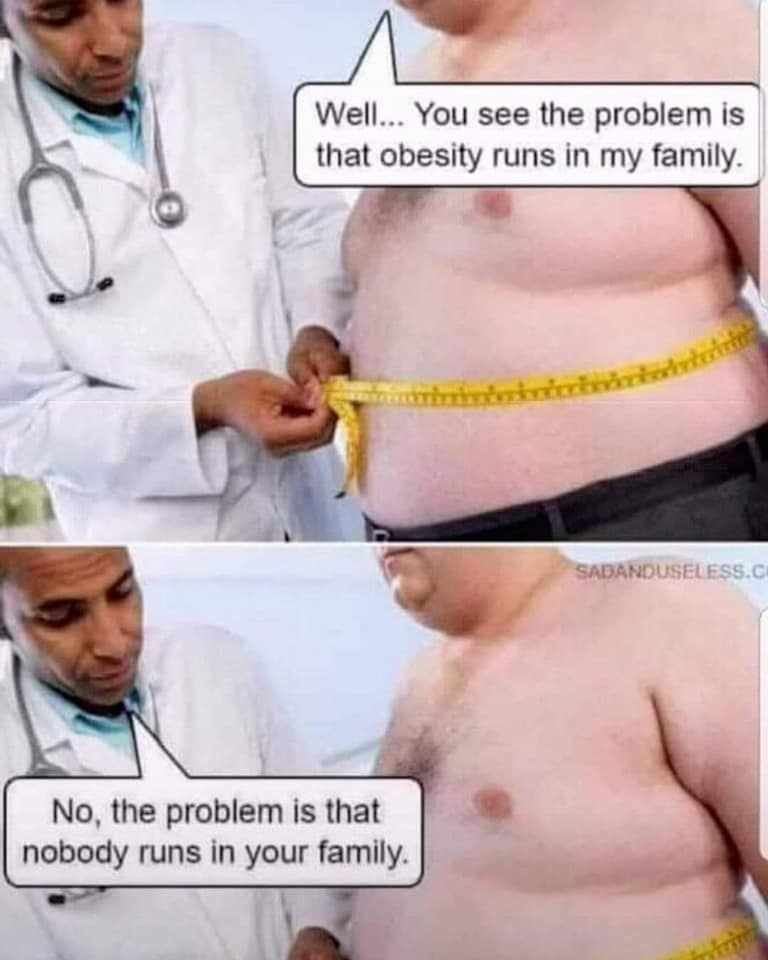 Well... You see the problem is
that obesity runs in my family.
SADANDUSELESS.C
No, the problem is that
nobody runs in your family.